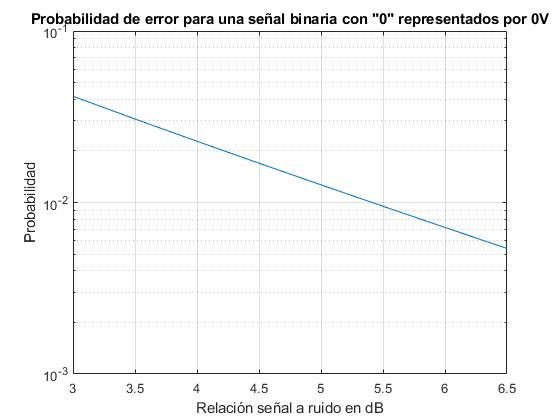 Probabilidad de error para una señal binaria con "0" representados por 0V
10-1
10-2
10-3
Probabilidad
3 3.5 4 4.5 5 5.5 6 6.5
Relación señal a ruido en dB